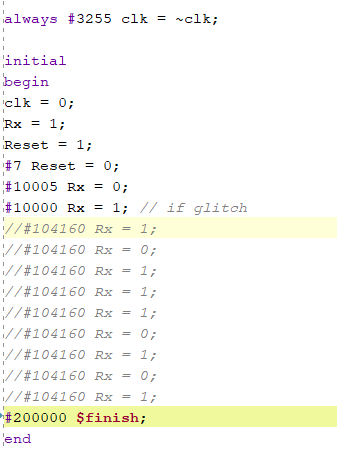 always #3255 clk = ~clk;
initial
begin
clk = 0;
Rx = 1;
Reset = 1;
#7 Reset = 0;
#10005 Rx = 0;
#10000 Rx = 1; // if glitch
//#104160 Rx = 1;
//#104160 Rx = 0;
//#104160 Rx = 1;
//#104160 Rx = 1;
//#104160 Rx = 1;
//#104160 Rx = 0;
//#104160 Rx = 1;
//#104160 Rx = 0;
//#104160 Rx = 1;
#200000 $finish;
end